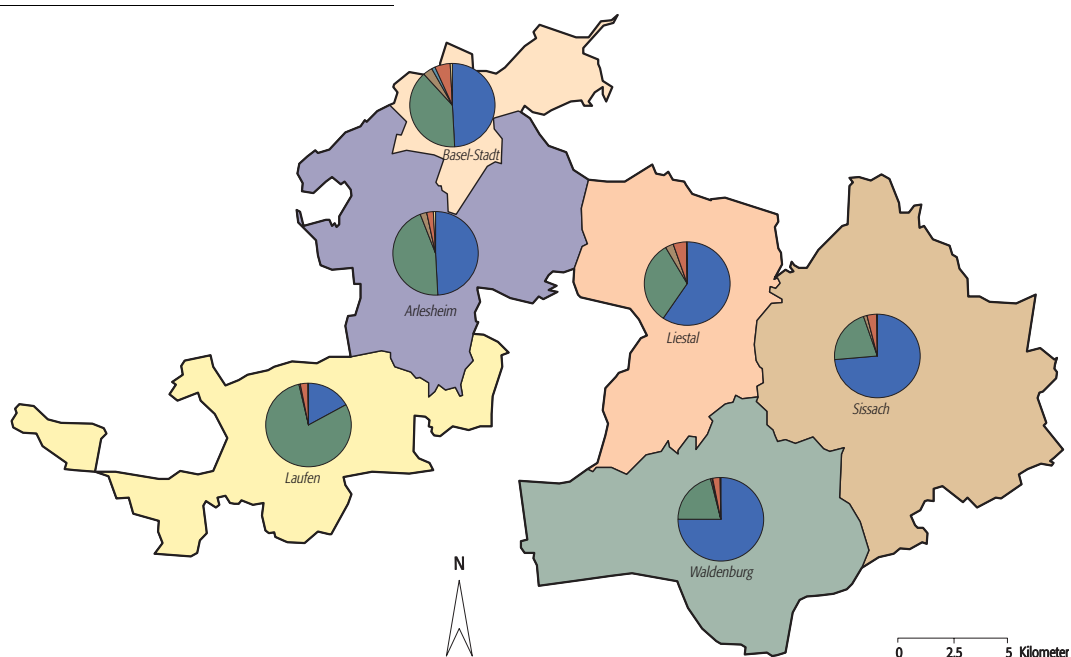 Basel-Stadt
Arlesheim
Liestal
Sissach
Laufen
Waldenburg
N
0 2.5 5 Kilometer